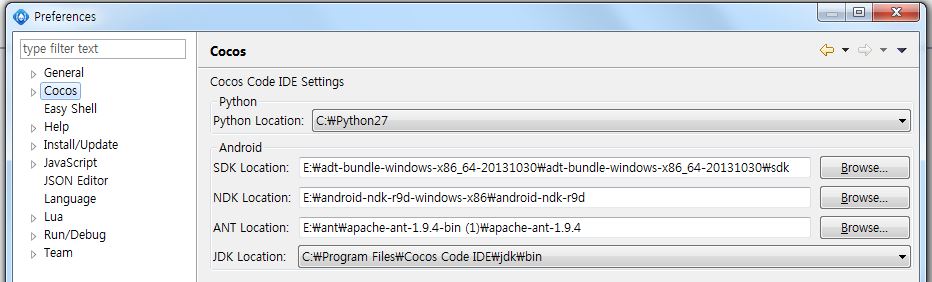 Preferences
type filter text
General
Cocos
Easy Shell
Help
Install/Update
JavaScript
JSON Editor
Language
Lua
Run/Debug
Team
Cocos
Cocos Code IDE Settings
Python
Python Location: C:₩Python27
Android
SDK Location: E:₩adt-bundle-windows-x86_64-20131030₩adt-bundle-windows-x86_64-20131030₩sdk Browse...
NDK Location: E:₩android-ndk-r9d-windows-x86₩android-ndk-r9d Browse...
ANT Location: E:₩ant₩apache-ant-1.9.4-bin (1)₩apache-ant-1.9.4 Browse...
JDK Location: C:₩Program Files₩Cocos Code IDE₩jdk₩bin